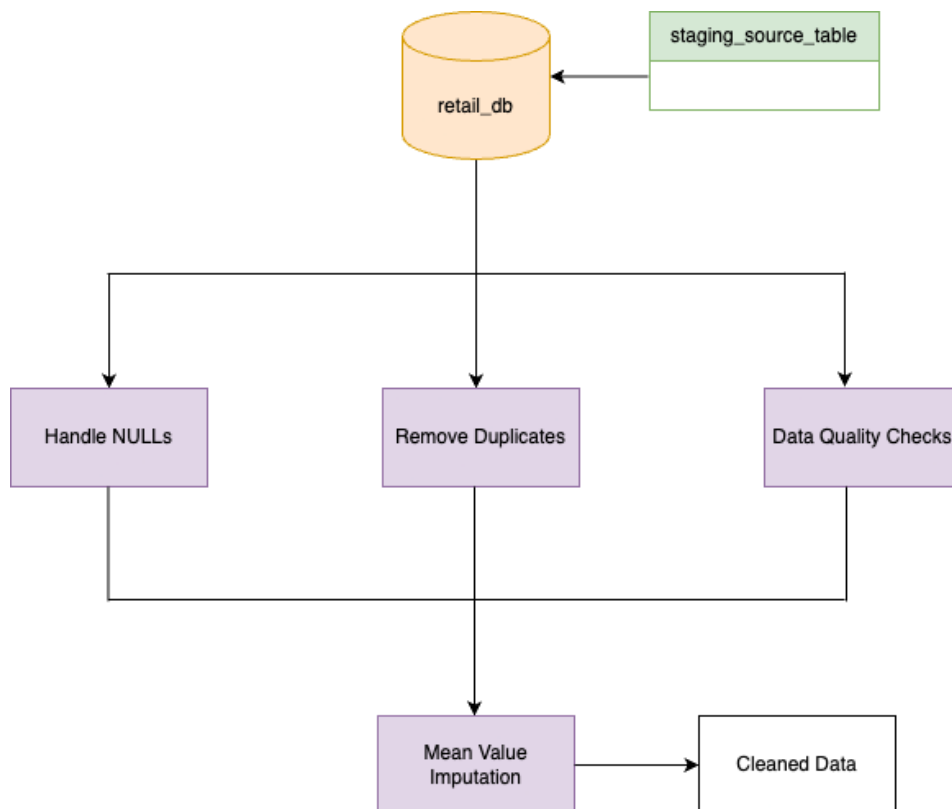 staging_source_table
retail_db
Handle NULLs
Remove Duplicates
Data Quality Checks
Mean Value
Imputation
Cleaned Data